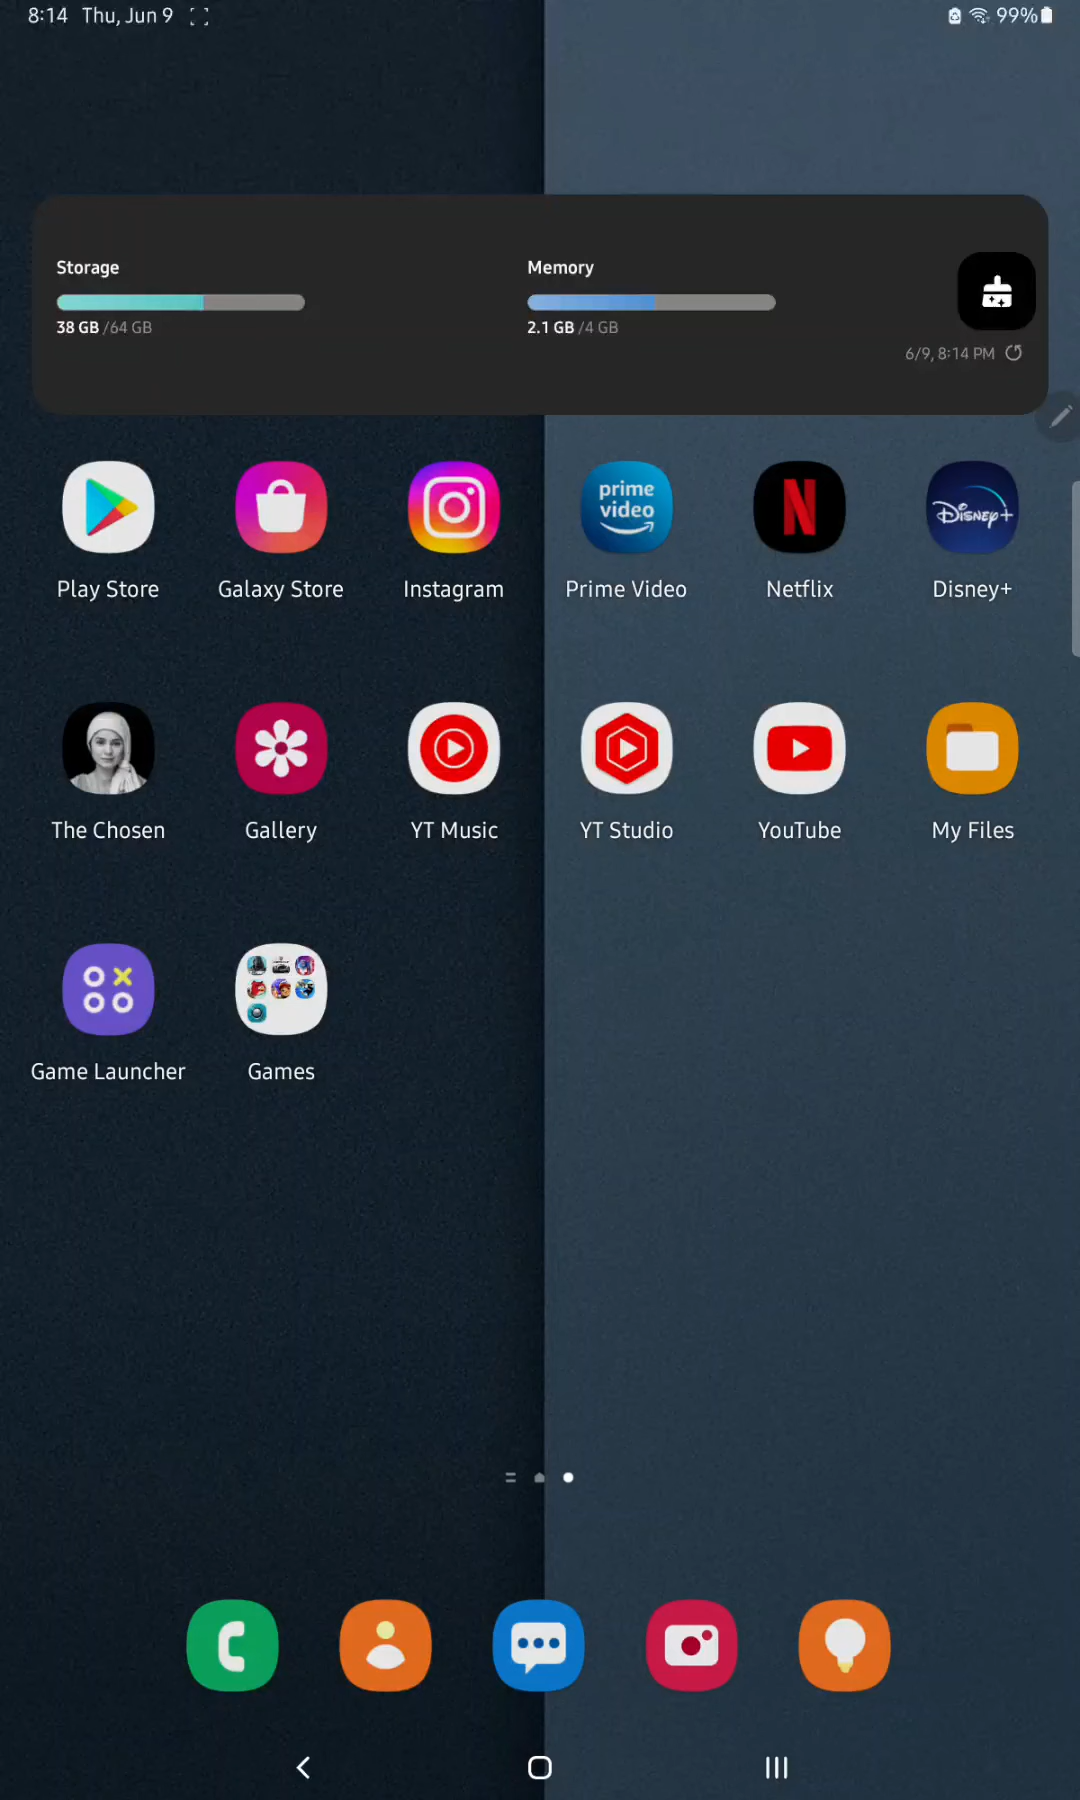 8:14 Thu, Jun 9 99%
Storage Memory
38 GB /64 GB 2.1 GB /4 GB
6/9, 8:14 PM
prime video N Disney+
Play Store Galaxy Store Instagram Prime Video Netflix Disney+
The Chosen Gallery YT Music YT Studio YouTube My Files
Game Launcher Games